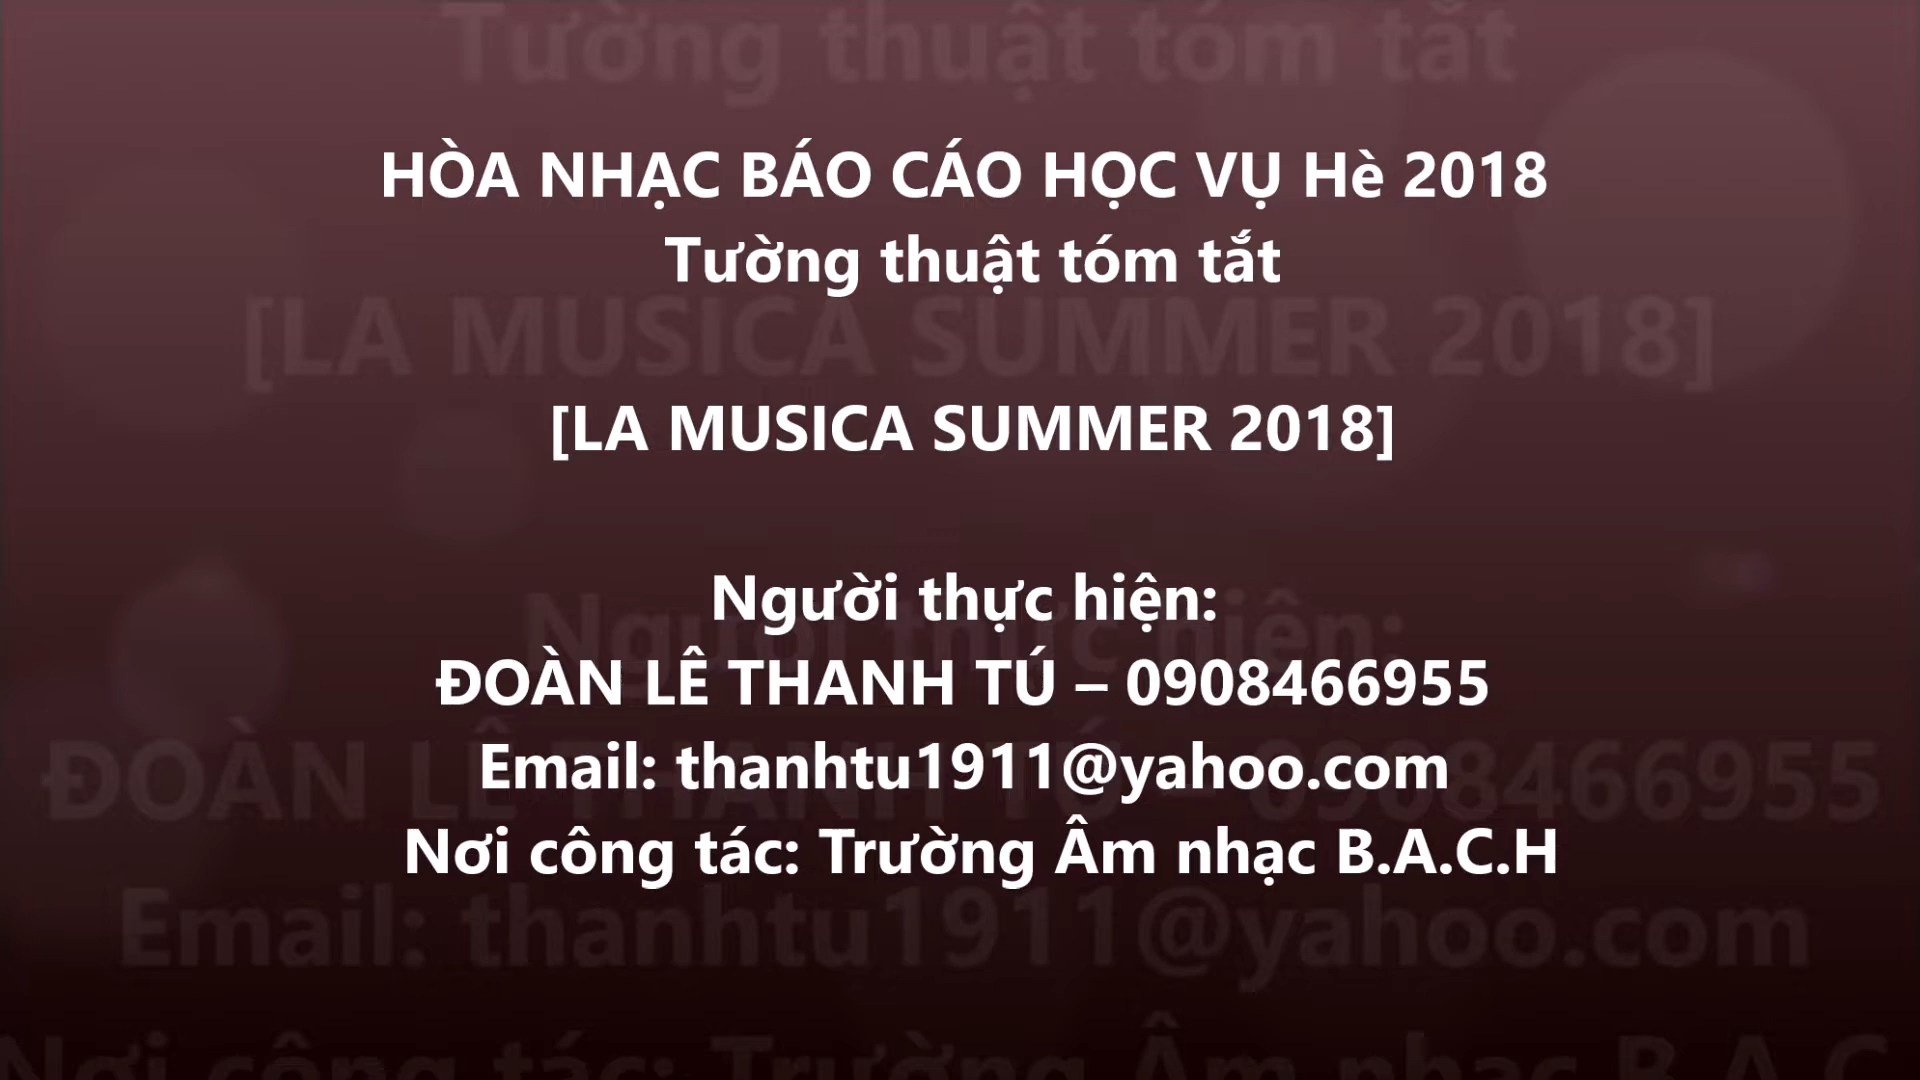 HÒA NHẠC BÁO CÁO HỌC VỤ Hè 2018
Tường thuật tóm tắt
[LA MUSICA SUMMER 2018]
Người thực hiện:
ĐOÀN LÊ THANH TÚ – 0908466955
Email: thanhtu1911@yahoo.com
Nơi công tác: Trường Âm nhạc B.A.C.H